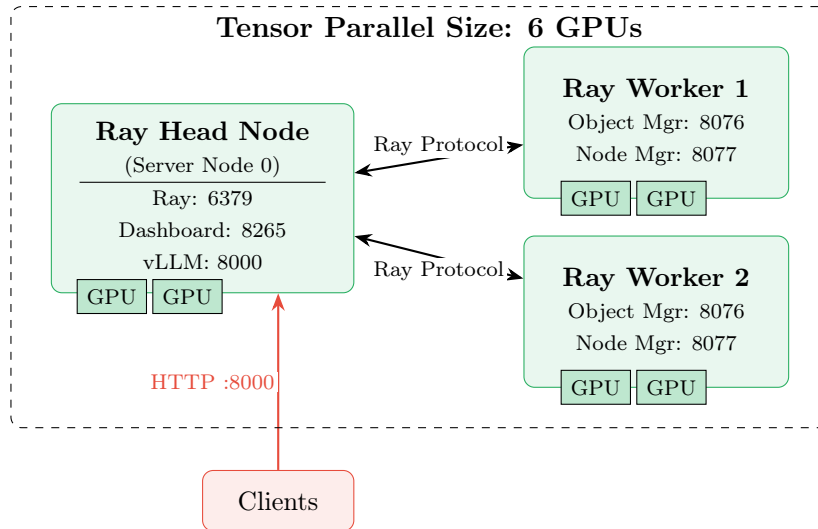 Tensor Parallel Size: 6 GPUs
Ray Head Node
(Server Node 0)
Ray: 6379
Dashboard: 8265
vLLM: 8000
GPU GPU
Ray Protocol
Ray Protocol
Ray Worker 1
Object Mgr: 8076
Node Mgr: 8077
GPU GPU
Ray Worker 2
Object Mgr: 8076
Node Mgr: 8077
GPU GPU
HTTP :8000
Clients